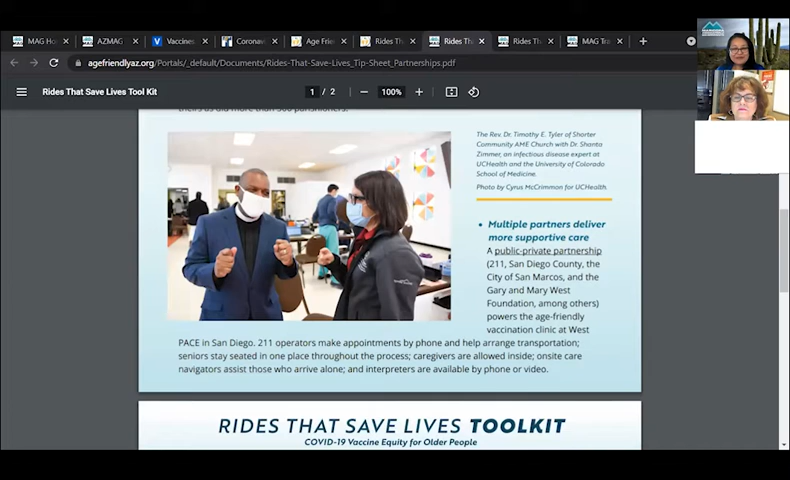 MAG Ho
AZMAG
Vaccines
Coronav
Age Frie
Rides Th
Rides Th
Rides Th
MAG Tra
agefriendlyaz.org/Portals/_default/Documents/Rides-That-Save-Lives_Tip-Sheet_Partnerships.pdf
Rides That Save Lives Tool Kit
1 / 2
100%
theirs as did more than 500 parishioners.
The Rev. Dr. Timothy E. Tyler of Shorter
Community AME Church with Dr. Shanta
Zimmer, an infectious disease expert at
UCHealth and the University of Colorado
School of Medicine.
Photo by Cyrus McCrimmon for UCHealth.
• Multiple partners deliver
more supportive care
A public-private partnership
(211, San Diego County, the
City of San Marcos, and the
Gary and Mary West
Foundation, among others)
powers the age-friendly
vaccination clinic at West
PACE in San Diego. 211 operators make appointments by phone and help arrange transportation;
seniors stay seated in one place throughout the process; caregivers are allowed inside; onsite care
navigators assist those who arrive alone; and interpreters are available by phone or video.
RIDES THAT SAVE LIVES TOOLKIT
COVID-19 Vaccine Equity for Older People